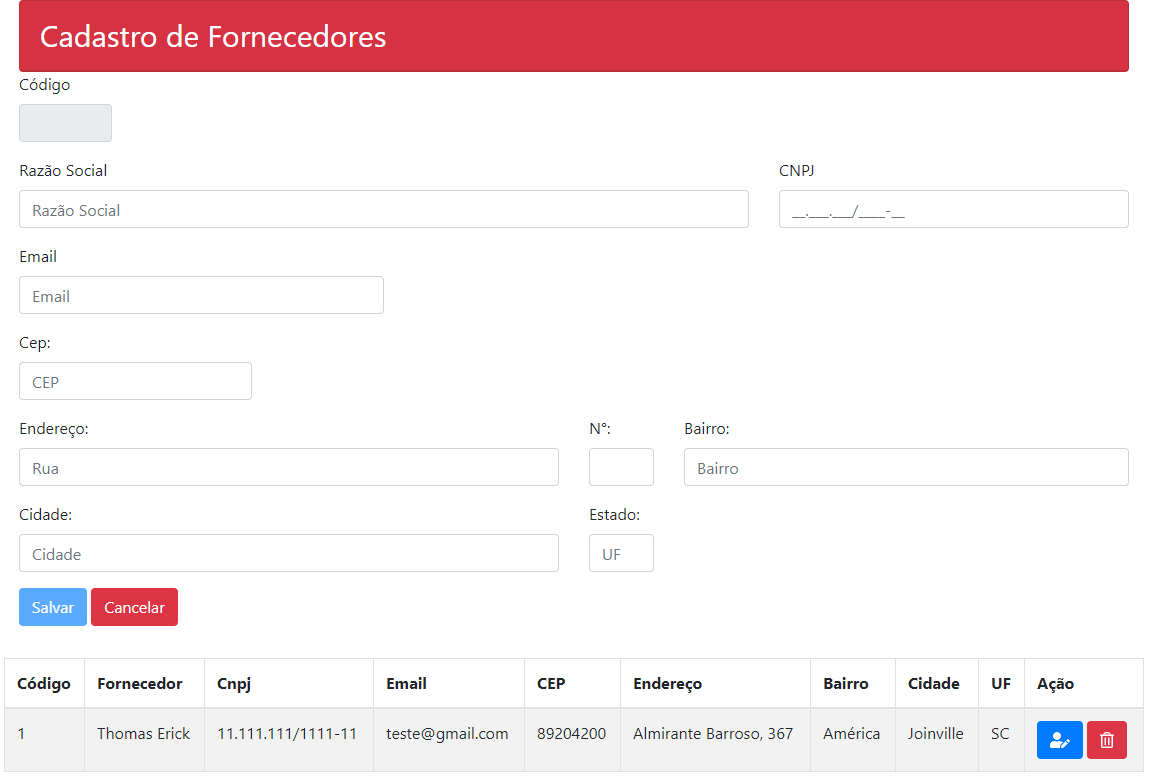 Cadastro de Fornecedores
Código
Razão Social CNPJ
Razão Social __.___.___/____-__
Email
Email
Cep:
CEP
Endereço: N°: Bairro:
Rua Bairro
Cidade: Estado:
Cidade UF
Salvar Cancelar
Código Fornecedor Cnpj Email CEP Endereço Bairro Cidade UF Ação
1 Thomas Erick 11.111.111/1111-11 teste@gmail.com 89204200 Almirante Barroso, 367 América Joinville SC